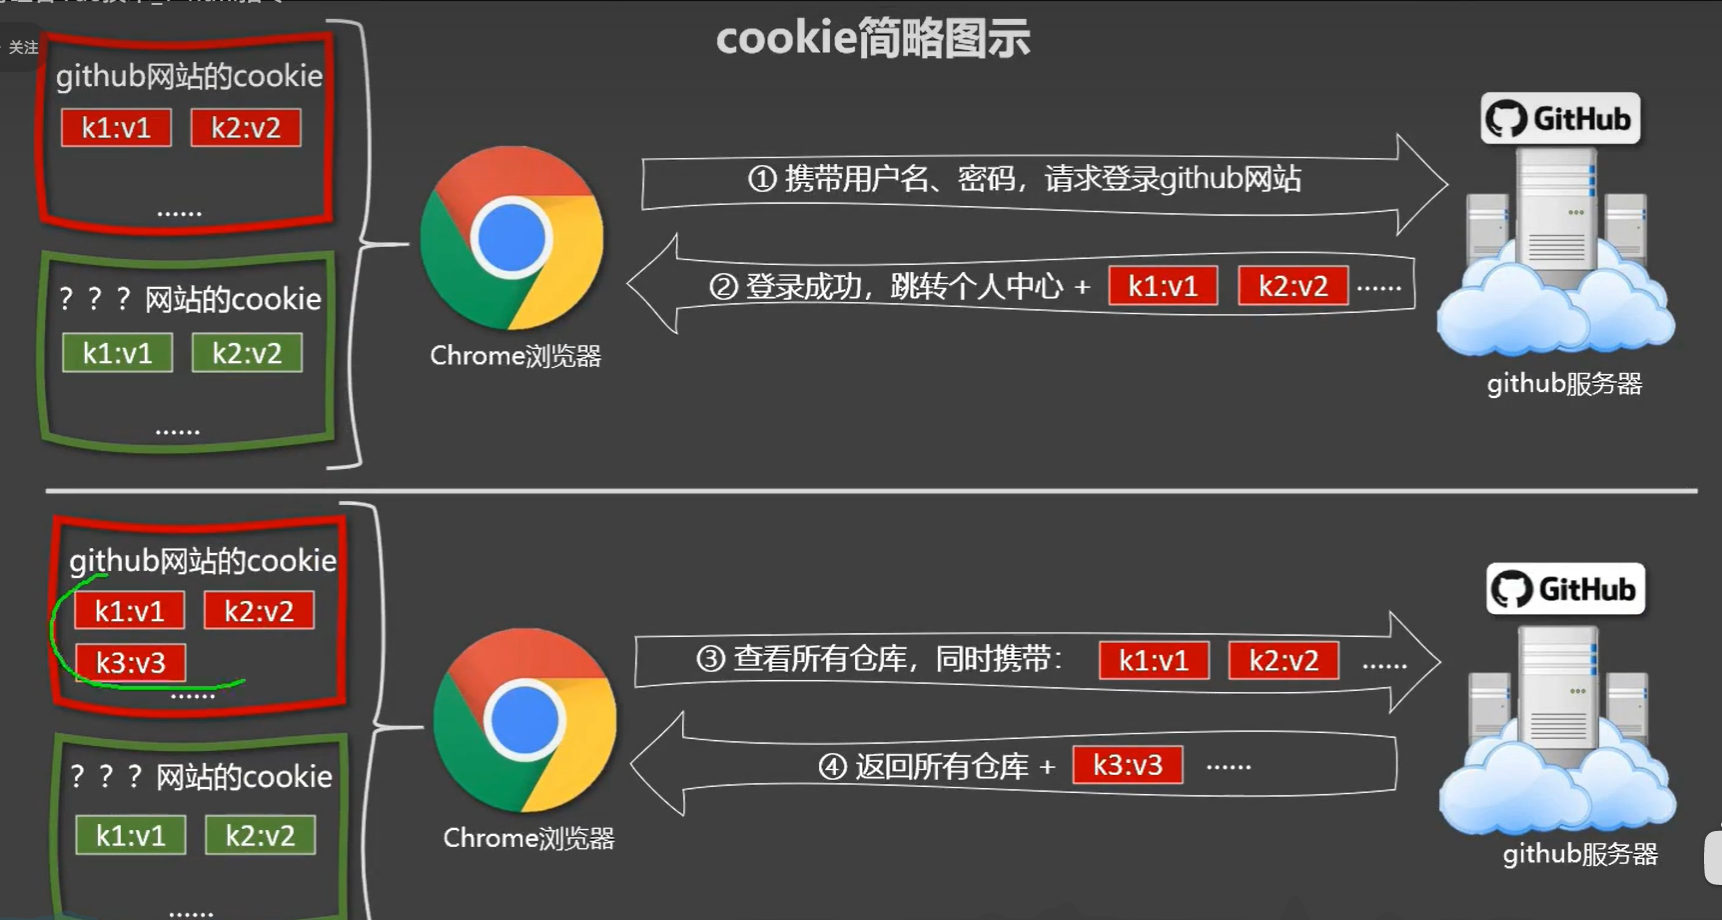 cookie简略图示
关注
github网站的cookie
k1:v1 k2:v2
......
? ? ? 网站的cookie
k1:v1 k2:v2
......
Chrome浏览器
① 携带用户名、密码，请求登录github网站
② 登录成功，跳转个人中心 + k1:v1 k2:v2 ......
GitHub
github服务器
github网站的cookie
k1:v1 k2:v2
k3:v3
......
? ? ? 网站的cookie
k1:v1 k2:v2
......
Chrome浏览器
③ 查看所有仓库，同时携带： k1:v1 k2:v2 ......
④ 返回所有仓库 + k3:v3 ......
GitHub
github服务器